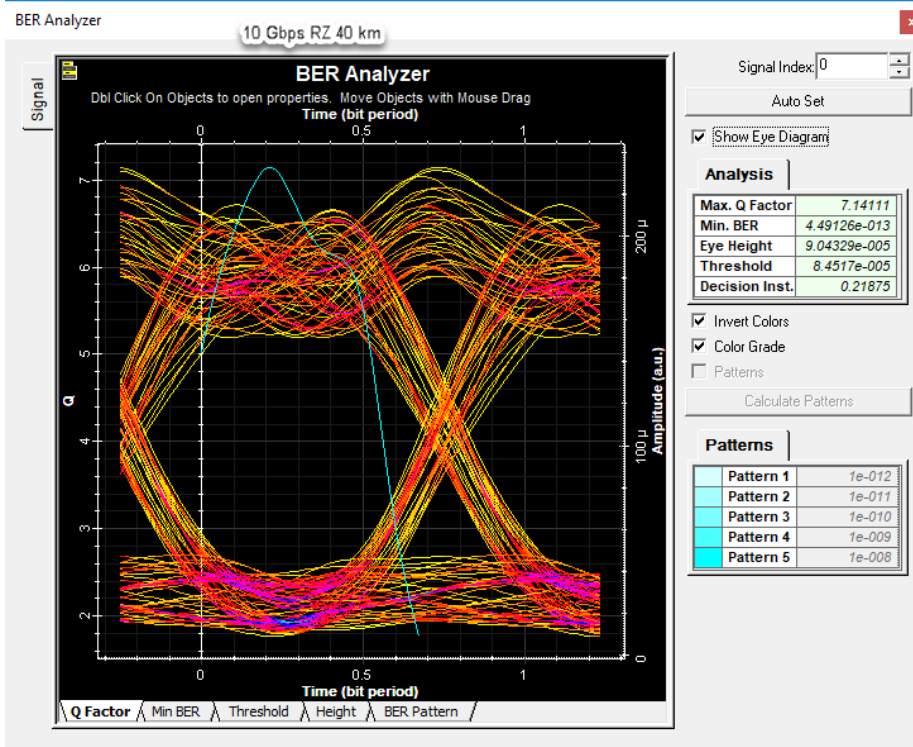 BER Analyzer
10 Gbps RZ 40 km
Signal
BER Analyzer
Dbl Click On Objects to open properties. Move Objects with Mouse Drag
Time (bit period)
0 0.5 1
7
6
5
4
3
2
Q
200 µ
100 µ
0
Amplitude (a.u.)
0 0.5 1
Time (bit period)
Q Factor Min BER Threshold Height BER Pattern
Signal Index: 0
Auto Set
Show Eye Diagram
Analysis
Max. Q Factor 7.14111
Min. BER 4.49126e-013
Eye Height 9.04329e-005
Threshold 8.4517e-005
Decision Inst. 0.21875
Invert Colors
Color Grade
Patterns
Calculate Patterns
Patterns
Pattern 1 1e-012
Pattern 2 1e-011
Pattern 3 1e-010
Pattern 4 1e-009
Pattern 5 1e-008